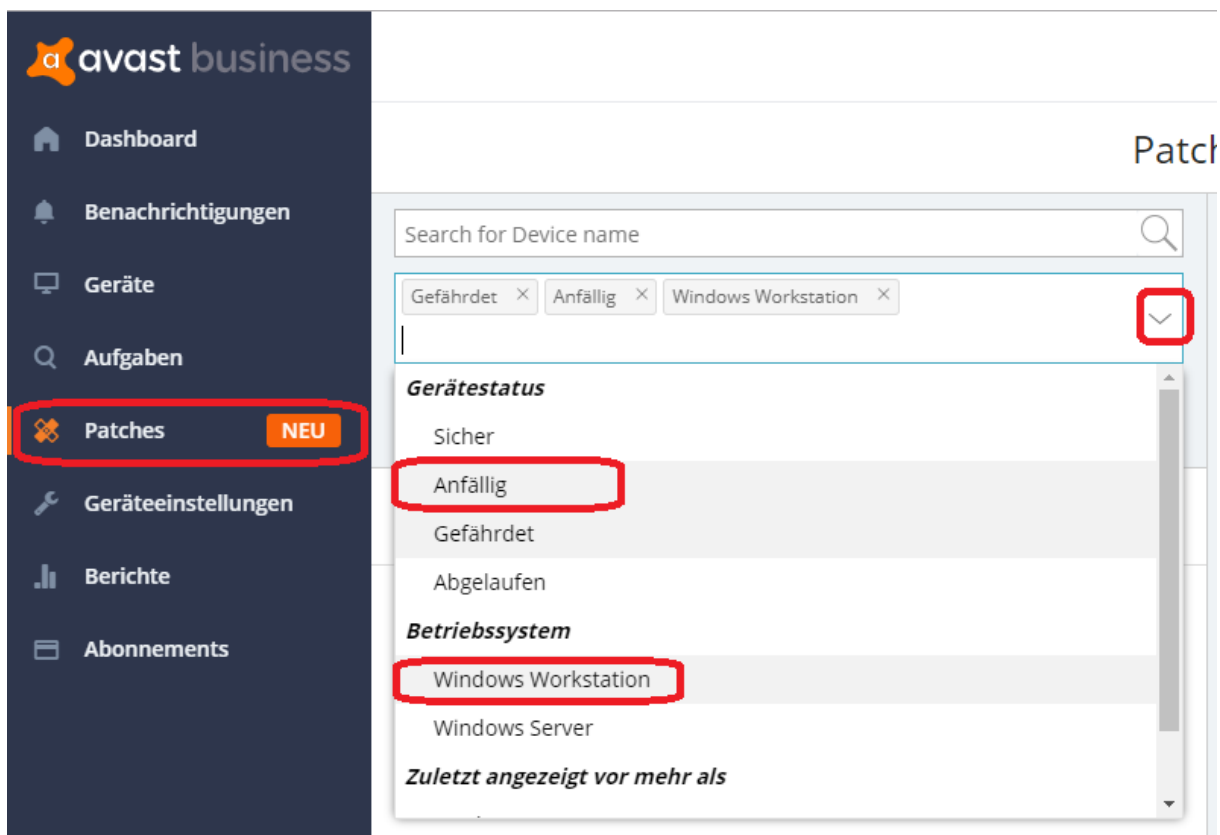 avast business
Dashboard
Benachrichtigungen
Geräte
Aufgaben
Patches NEU
Geräteeinstellungen
Berichte
Abonnements
Patch
Search for Device name
Gefährdet × Anfällig × Windows Workstation ×
Gerätestatus
Sicher
Anfällig
Gefährdet
Abgelaufen
Betriebssystem
Windows Workstation
Windows Server
Zuletzt angezeigt vor mehr als